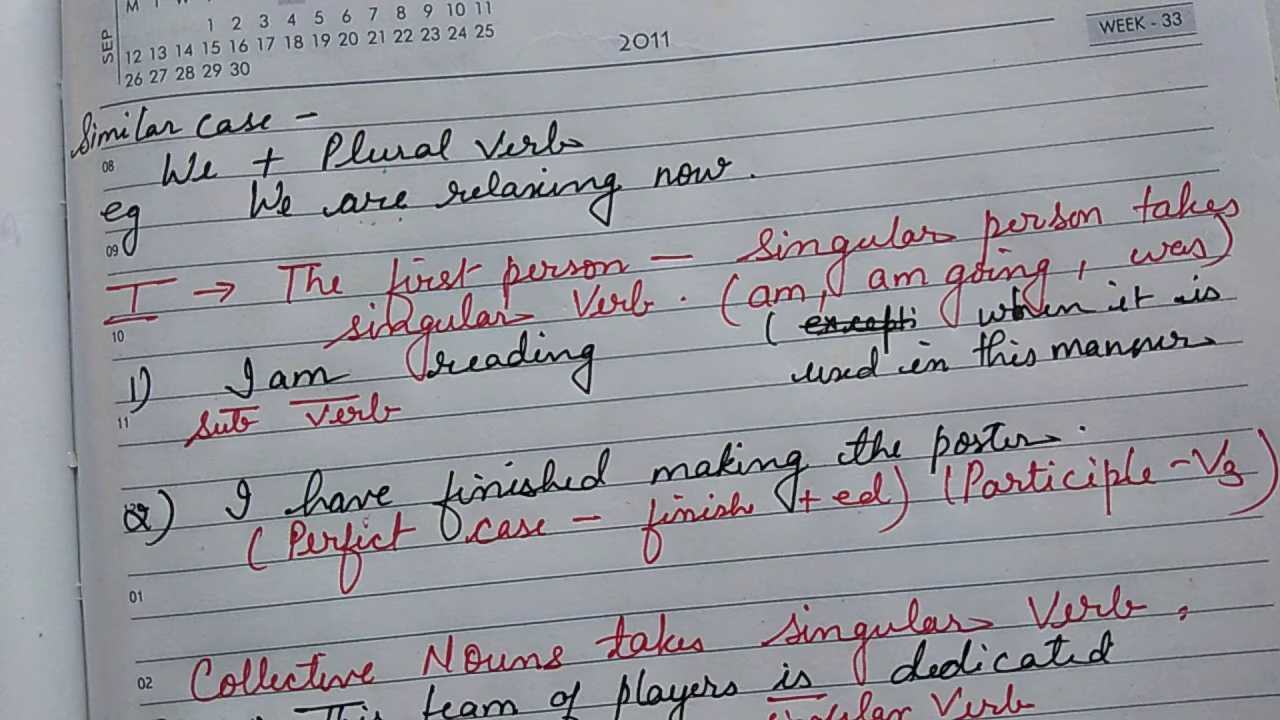 M
SEP 1 2 3 4 5 6 7 8 9 10 11
12 13 14 15 16 17 18 19 20 21 22 23 24 25
26 27 28 29 30
2011
WEEK - 33
Similar case -
08 We + Plural Verb
eg We are relaxing now.
09
I → The first person - singular person takes
singular Verb. (am, am going, was)
10 ( when it is
used in this manner
1) I am reading
11 Sub Verb
2) I have finished making the poster.
(Perfect case - finish + ed) (Participle - V3)
01
Collective Nouns takes singular Verb,
02 This team of players is dedicated
singular Verb